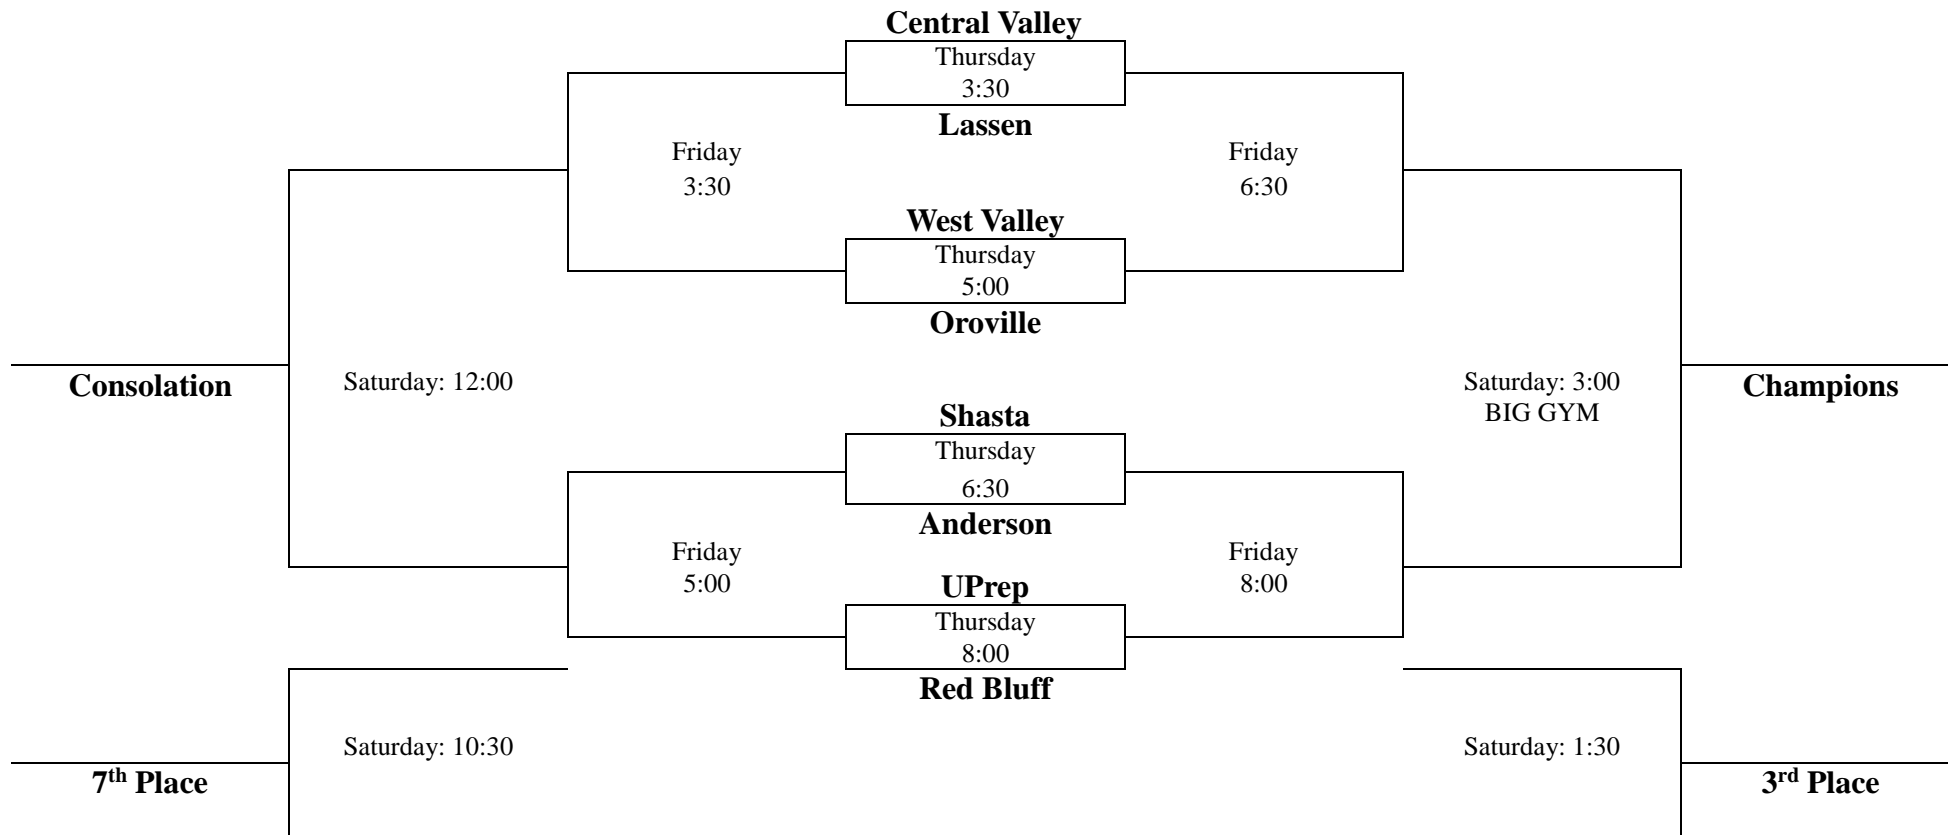 Central Valley
Thursday
3:30
Lassen
Friday
3:30
Friday
6:30
West Valley
Thursday
5:00
Oroville
Consolation
Saturday: 12:00
Saturday: 3:00
BIG GYM
Champions
Shasta
Thursday
6:30
Anderson
Friday
5:00
Friday
8:00
UPrep
Thursday
8:00
Red Bluff
Saturday: 10:30
Saturday: 1:30
7th Place
3rd Place